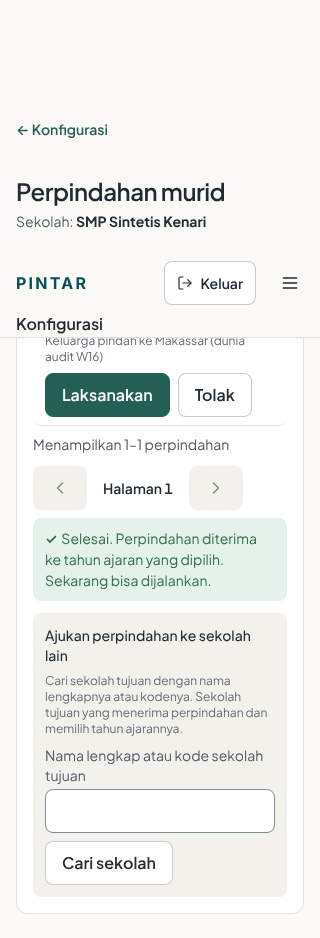 ← Konfigurasi
Perpindahan murid
Sekolah: SMP Sintetis Kenari
PINTAR
Keluar
Konfigurasi
Keluarga pindah ke Makassar (dunia
audit W16)
Laksanakan
Tolak
Menampilkan 1–1 perpindahan
Halaman 1
✓ Selesai. Perpindahan diterima
ke tahun ajaran yang dipilih.
Sekarang bisa dijalankan.
Ajukan perpindahan ke sekolah
lain
Cari sekolah tujuan dengan nama
lengkapnya atau kodenya. Sekolah
tujuan yang menerima perpindahan dan
memilih tahun ajarannya.
Nama lengkap atau kode sekolah
tujuan
Cari sekolah